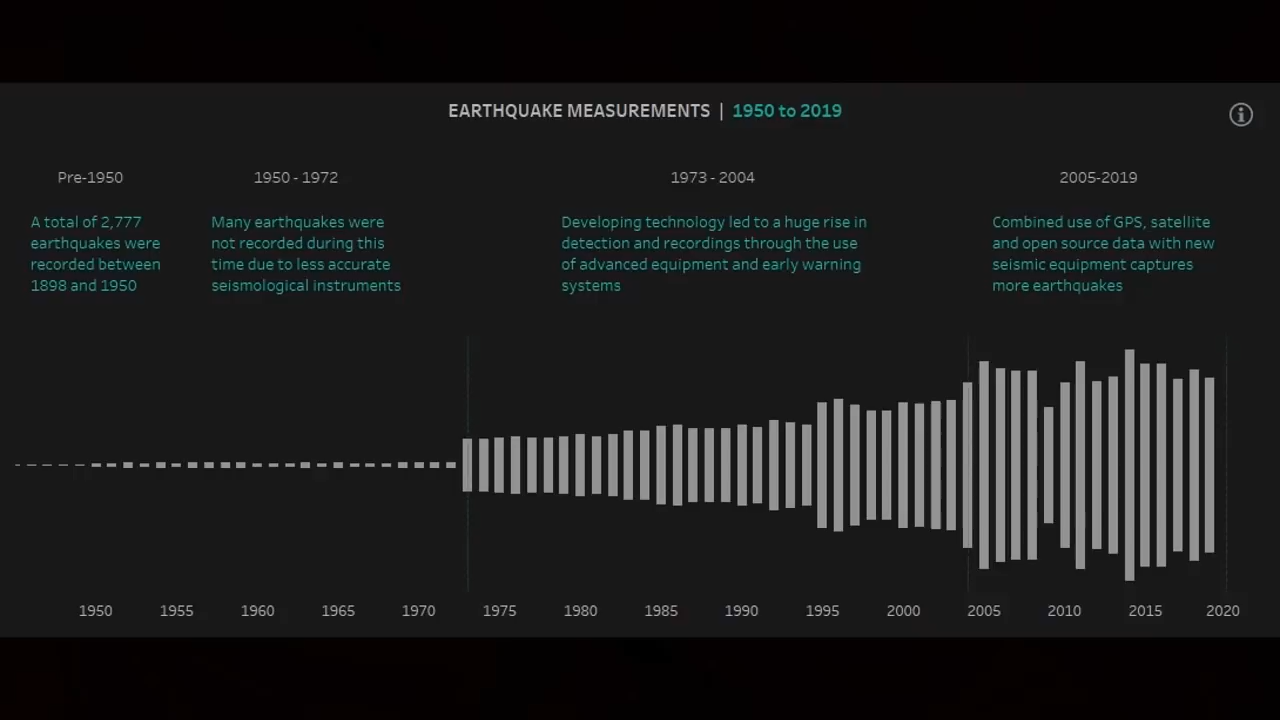 EARTHQUAKE MEASUREMENTS | 1950 to 2019
Pre-1950
A total of 2,777
earthquakes were
recorded between
1898 and 1950
1950 - 1972
Many earthquakes were
not recorded during this
time due to less accurate
seismological instruments
1973 - 2004
Developing technology led to a huge rise in
detection and recordings through the use
of advanced equipment and early warning
systems
2005-2019
Combined use of GPS, satellite
and open source data with new
seismic equipment captures
more earthquakes
1950 1955 1960 1965 1970 1975 1980 1985 1990 1995 2000 2005 2010 2015 2020